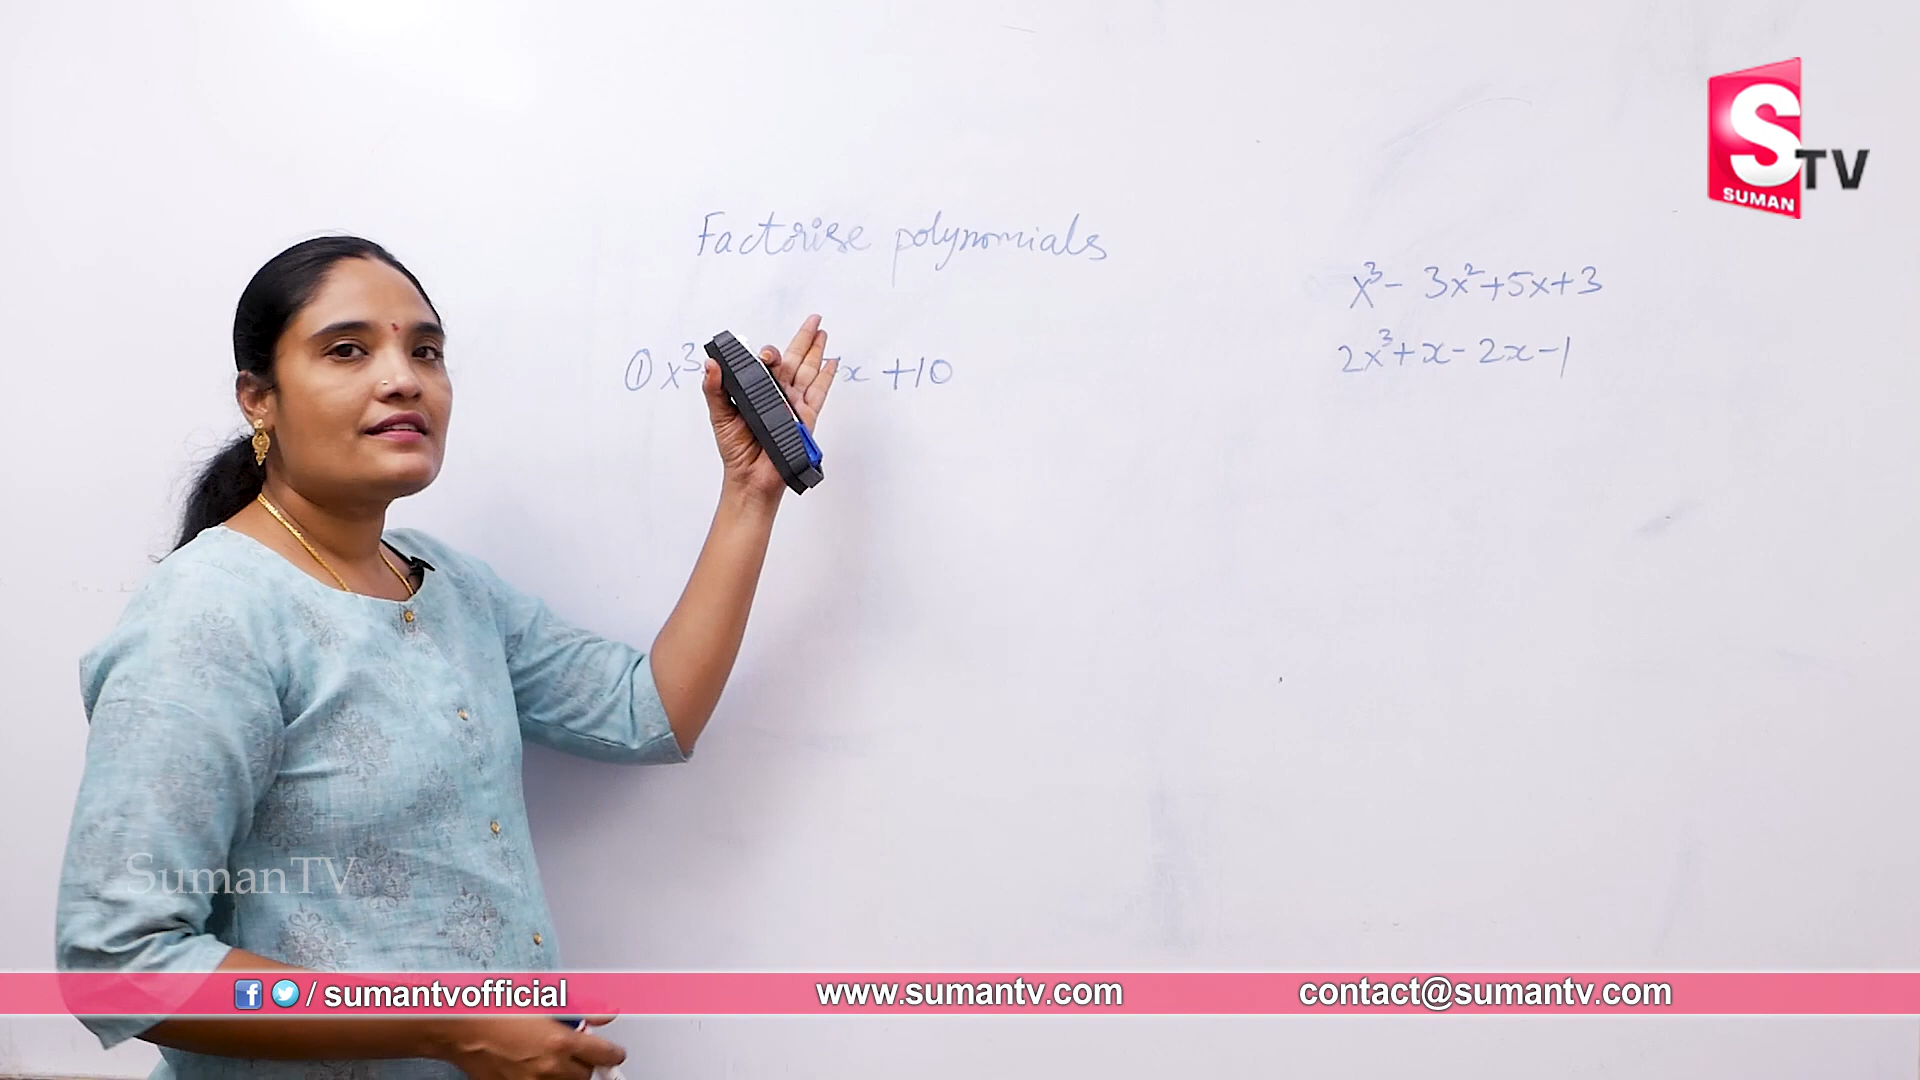 S
TV
SUMAN
Factorise polynomials
① x³ 7x + 10
x³ - 3x² + 5x + 3
2x³ + x - 2x - 1
SumanTV
/ sumantvofficial
www.sumantv.com
contact@sumantv.com